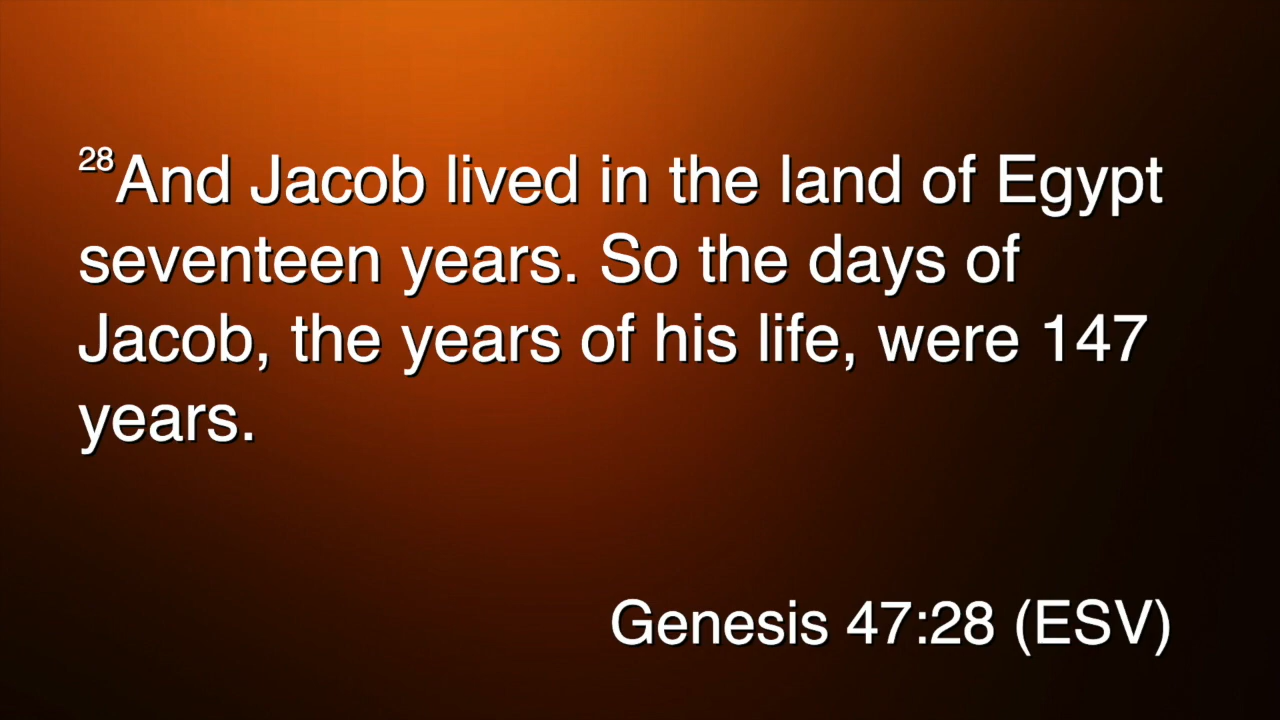 28And Jacob lived in the land of Egypt
seventeen years. So the days of
Jacob, the years of his life, were 147
years.
Genesis 47:28 (ESV)